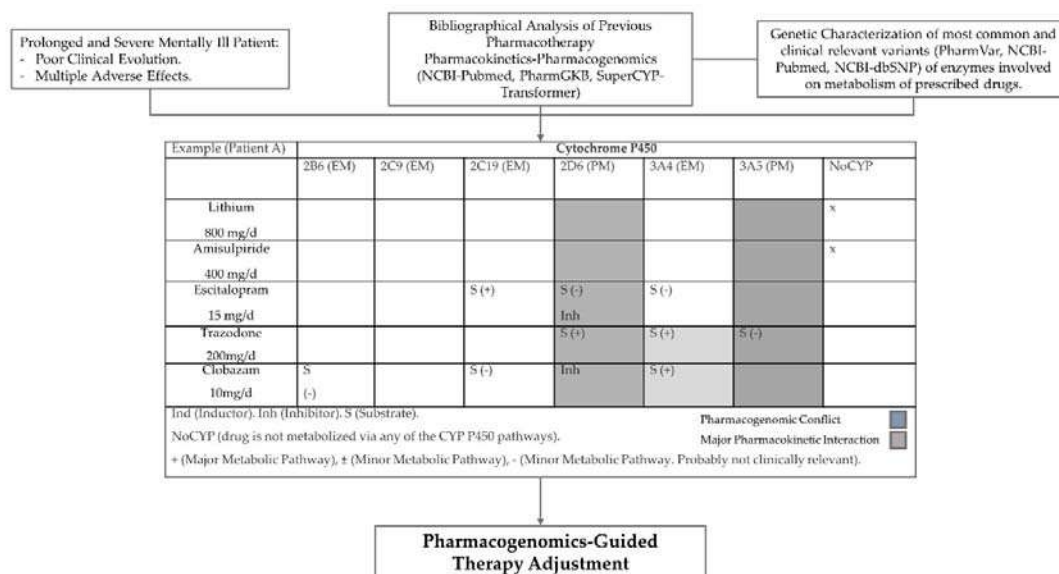 Prolonged and Severe Mentally Ill Patient:
- Poor Clinical Evolution.
- Multiple Adverse Effects.
Bibliographical Analysis of Previous
Pharmacotherapy
Pharmacokinetics-Pharmacogenomics
(NCBI-Pubmed, PharmGKB, SuperCYP-
Transformer)
Genetic Characterization of most common and
clinical relevant variants (PharmVar, NCBI-
Pubmed, NCBI-dbSNP) of enzymes involved
on metabolism of prescribed drugs.
Example (Patient A) Cytochrome P450
2B6 (EM) 2C9 (EM) 2C19 (EM) 2D6 (PM) 3A4 (EM) 3A5 (PM) NoCYP
Lithium x
800 mg/d
Amisulpiride x
400 mg/d
Escitalopram S (+) S (-) S (-)
15 mg/d Inh
Trazodone S (+) S (+) S (-)
200mg/d
Clobazam S S (-) Inh S (+)
10mg/d (-)
Ind (Inductor). Inh (Inhibitor). S (Substrate).
Pharmacogenomic Conflict
NoCYP (drug is not metabolized via any of the CYP P450 pathways).
Major Pharmacokinetic Interaction
+ (Major Metabolic Pathway), ± (Minor Metabolic Pathway), - (Minor Metabolic Pathway. Probably not clinically relevant).
Pharmacogenomics-Guided
Therapy Adjustment